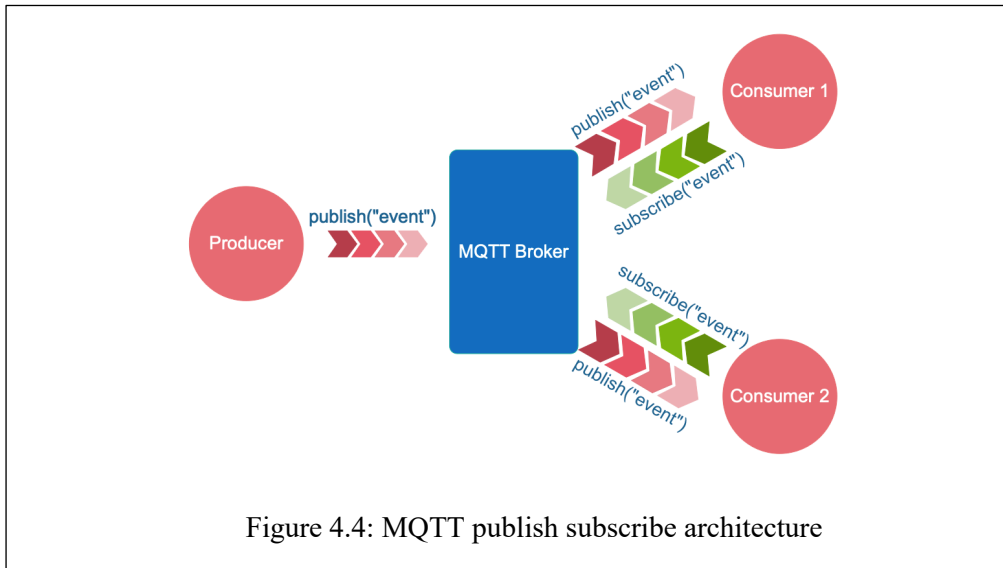 Consumer 1
publish("event")
subscribe("event")
publish("event")
Producer
MQTT Broker
subscribe("event")
publish("event")
Consumer 2
Figure 4.4: MQTT publish subscribe architecture